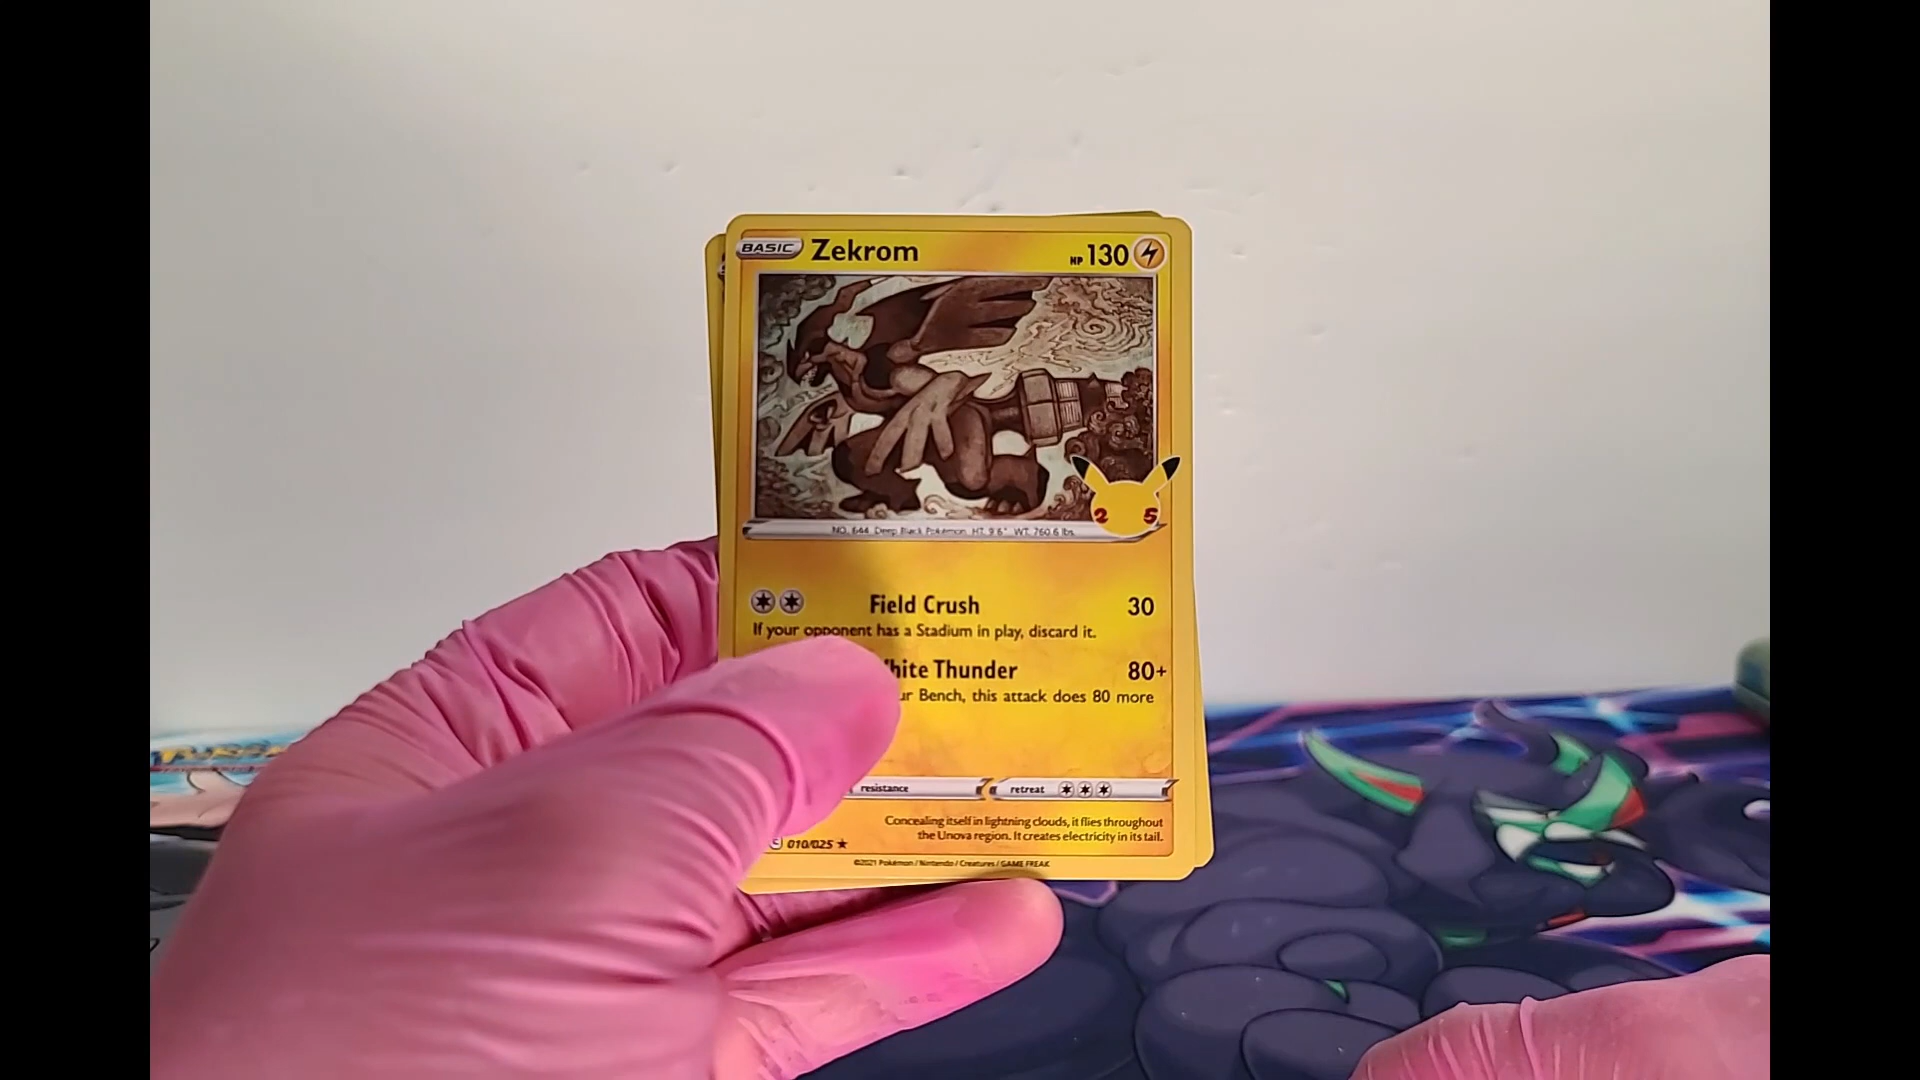 BASIC Zekrom HP 130
25
NO. 644 Deep Black Pokémon HT. 9'6" WT. 760.6 lbs.
Field Crush 30
If your opponent has a Stadium in play, discard it.
hite Thunder 80+
ur Bench, this attack does 80 more
resistance retreat
Concealing itself in lightning clouds, it flies throughout
the Unova region. It creates electricity in its tail.
010/025 ★
©2021 Pokémon / Nintendo / Creatures / GAME FREAK